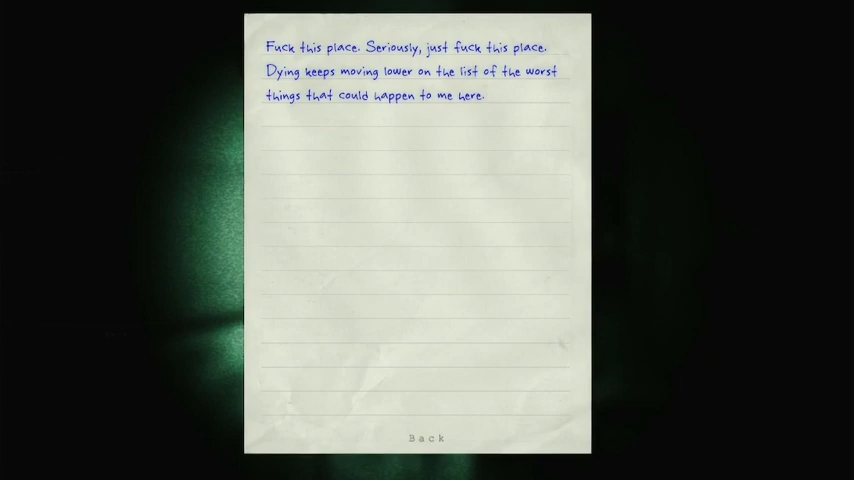 Fuck this place. Seriously, just fuck this place.
Dying keeps moving lower on the list of the worst
things that could happen to me here.
Back